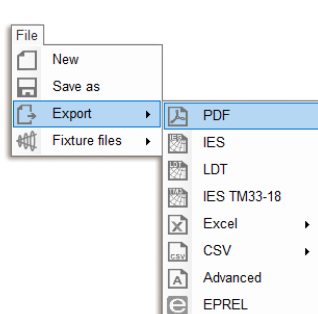 File
New
Save as
Export
Fixture files
PDF
IES
LDT
IES TM33-18
Excel
CSV
Advanced
EPREL